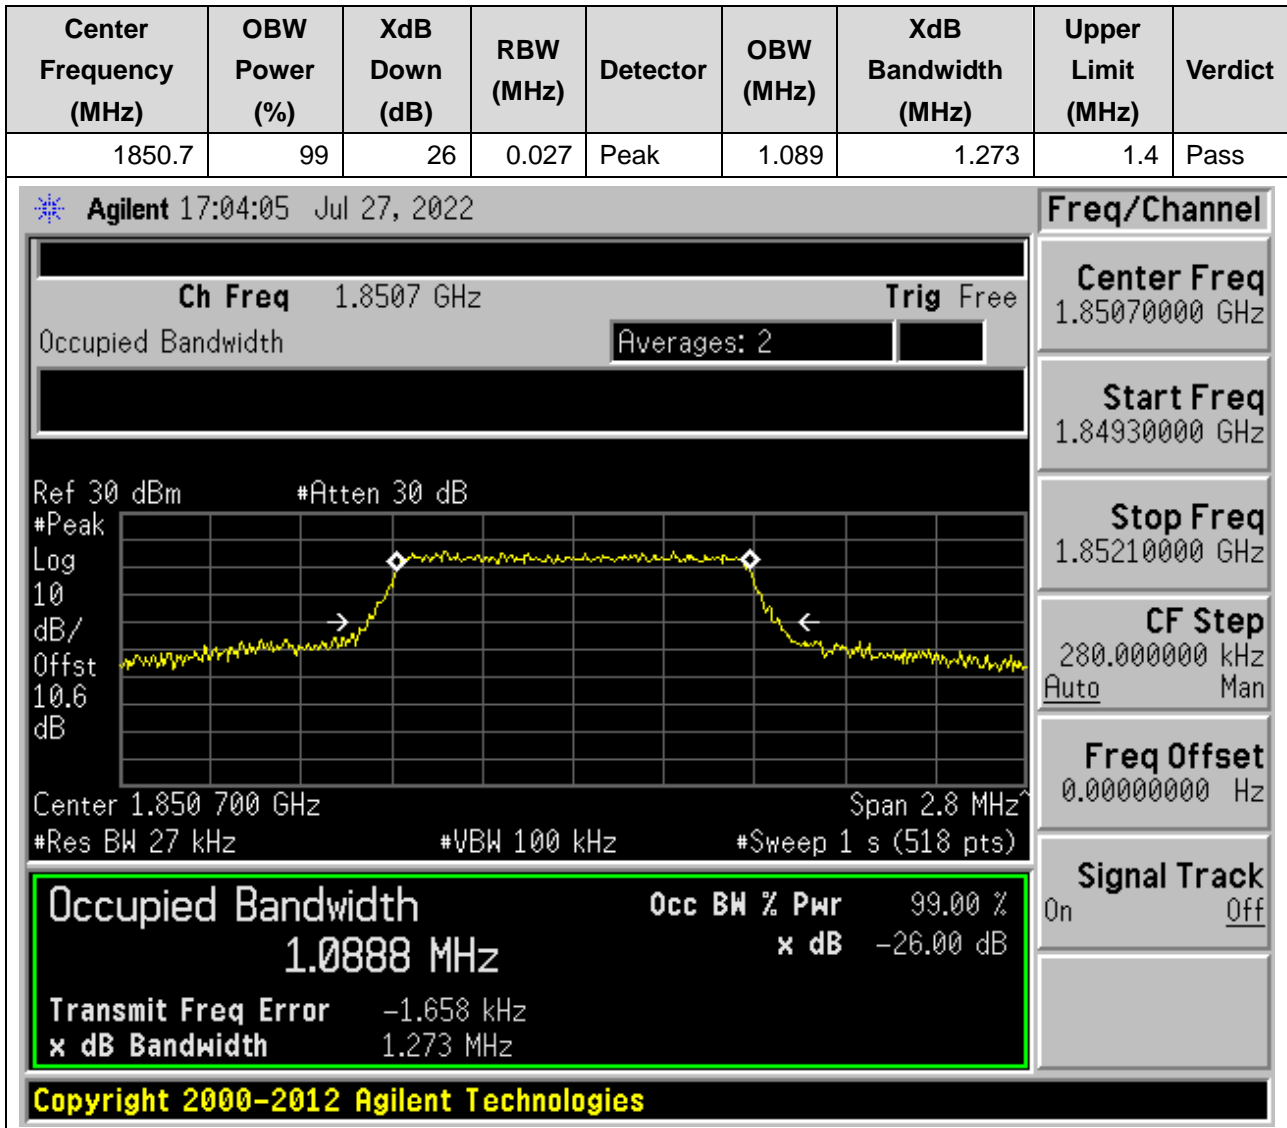 Center Frequency (MHz) OBW Power (%) XdB Down (dB) RBW (MHz) Detector OBW (MHz) XdB Bandwidth (MHz) Upper Limit (MHz) Verdict
1850.7 99 26 0.027 Peak 1.089 1.273 1.4 Pass
Agilent 17:04:05 Jul 27, 2022
Freq/Channel
Ch Freq 1.8507 GHz Trig Free
Occupied Bandwidth Averages: 2
Center Freq
1.85070000 GHz
Start Freq
1.84930000 GHz
Stop Freq
1.85210000 GHz
CF Step
280.000000 kHz
Auto Man
Freq Offset
0.00000000 Hz
Signal Track
On Off
Ref 30 dBm #Atten 30 dB
#Peak
Log
10
dB/
Offst
10.6
dB
Center 1.850 700 GHz Span 2.8 MHz^
#Res BW 27 kHz #VBW 100 kHz #Sweep 1 s (518 pts)
Occupied Bandwidth Occ BW % Pwr 99.00 %
1.0888 MHz x dB -26.00 dB
Transmit Freq Error -1.658 kHz
x dB Bandwidth 1.273 MHz
Copyright 2000-2012 Agilent Technologies